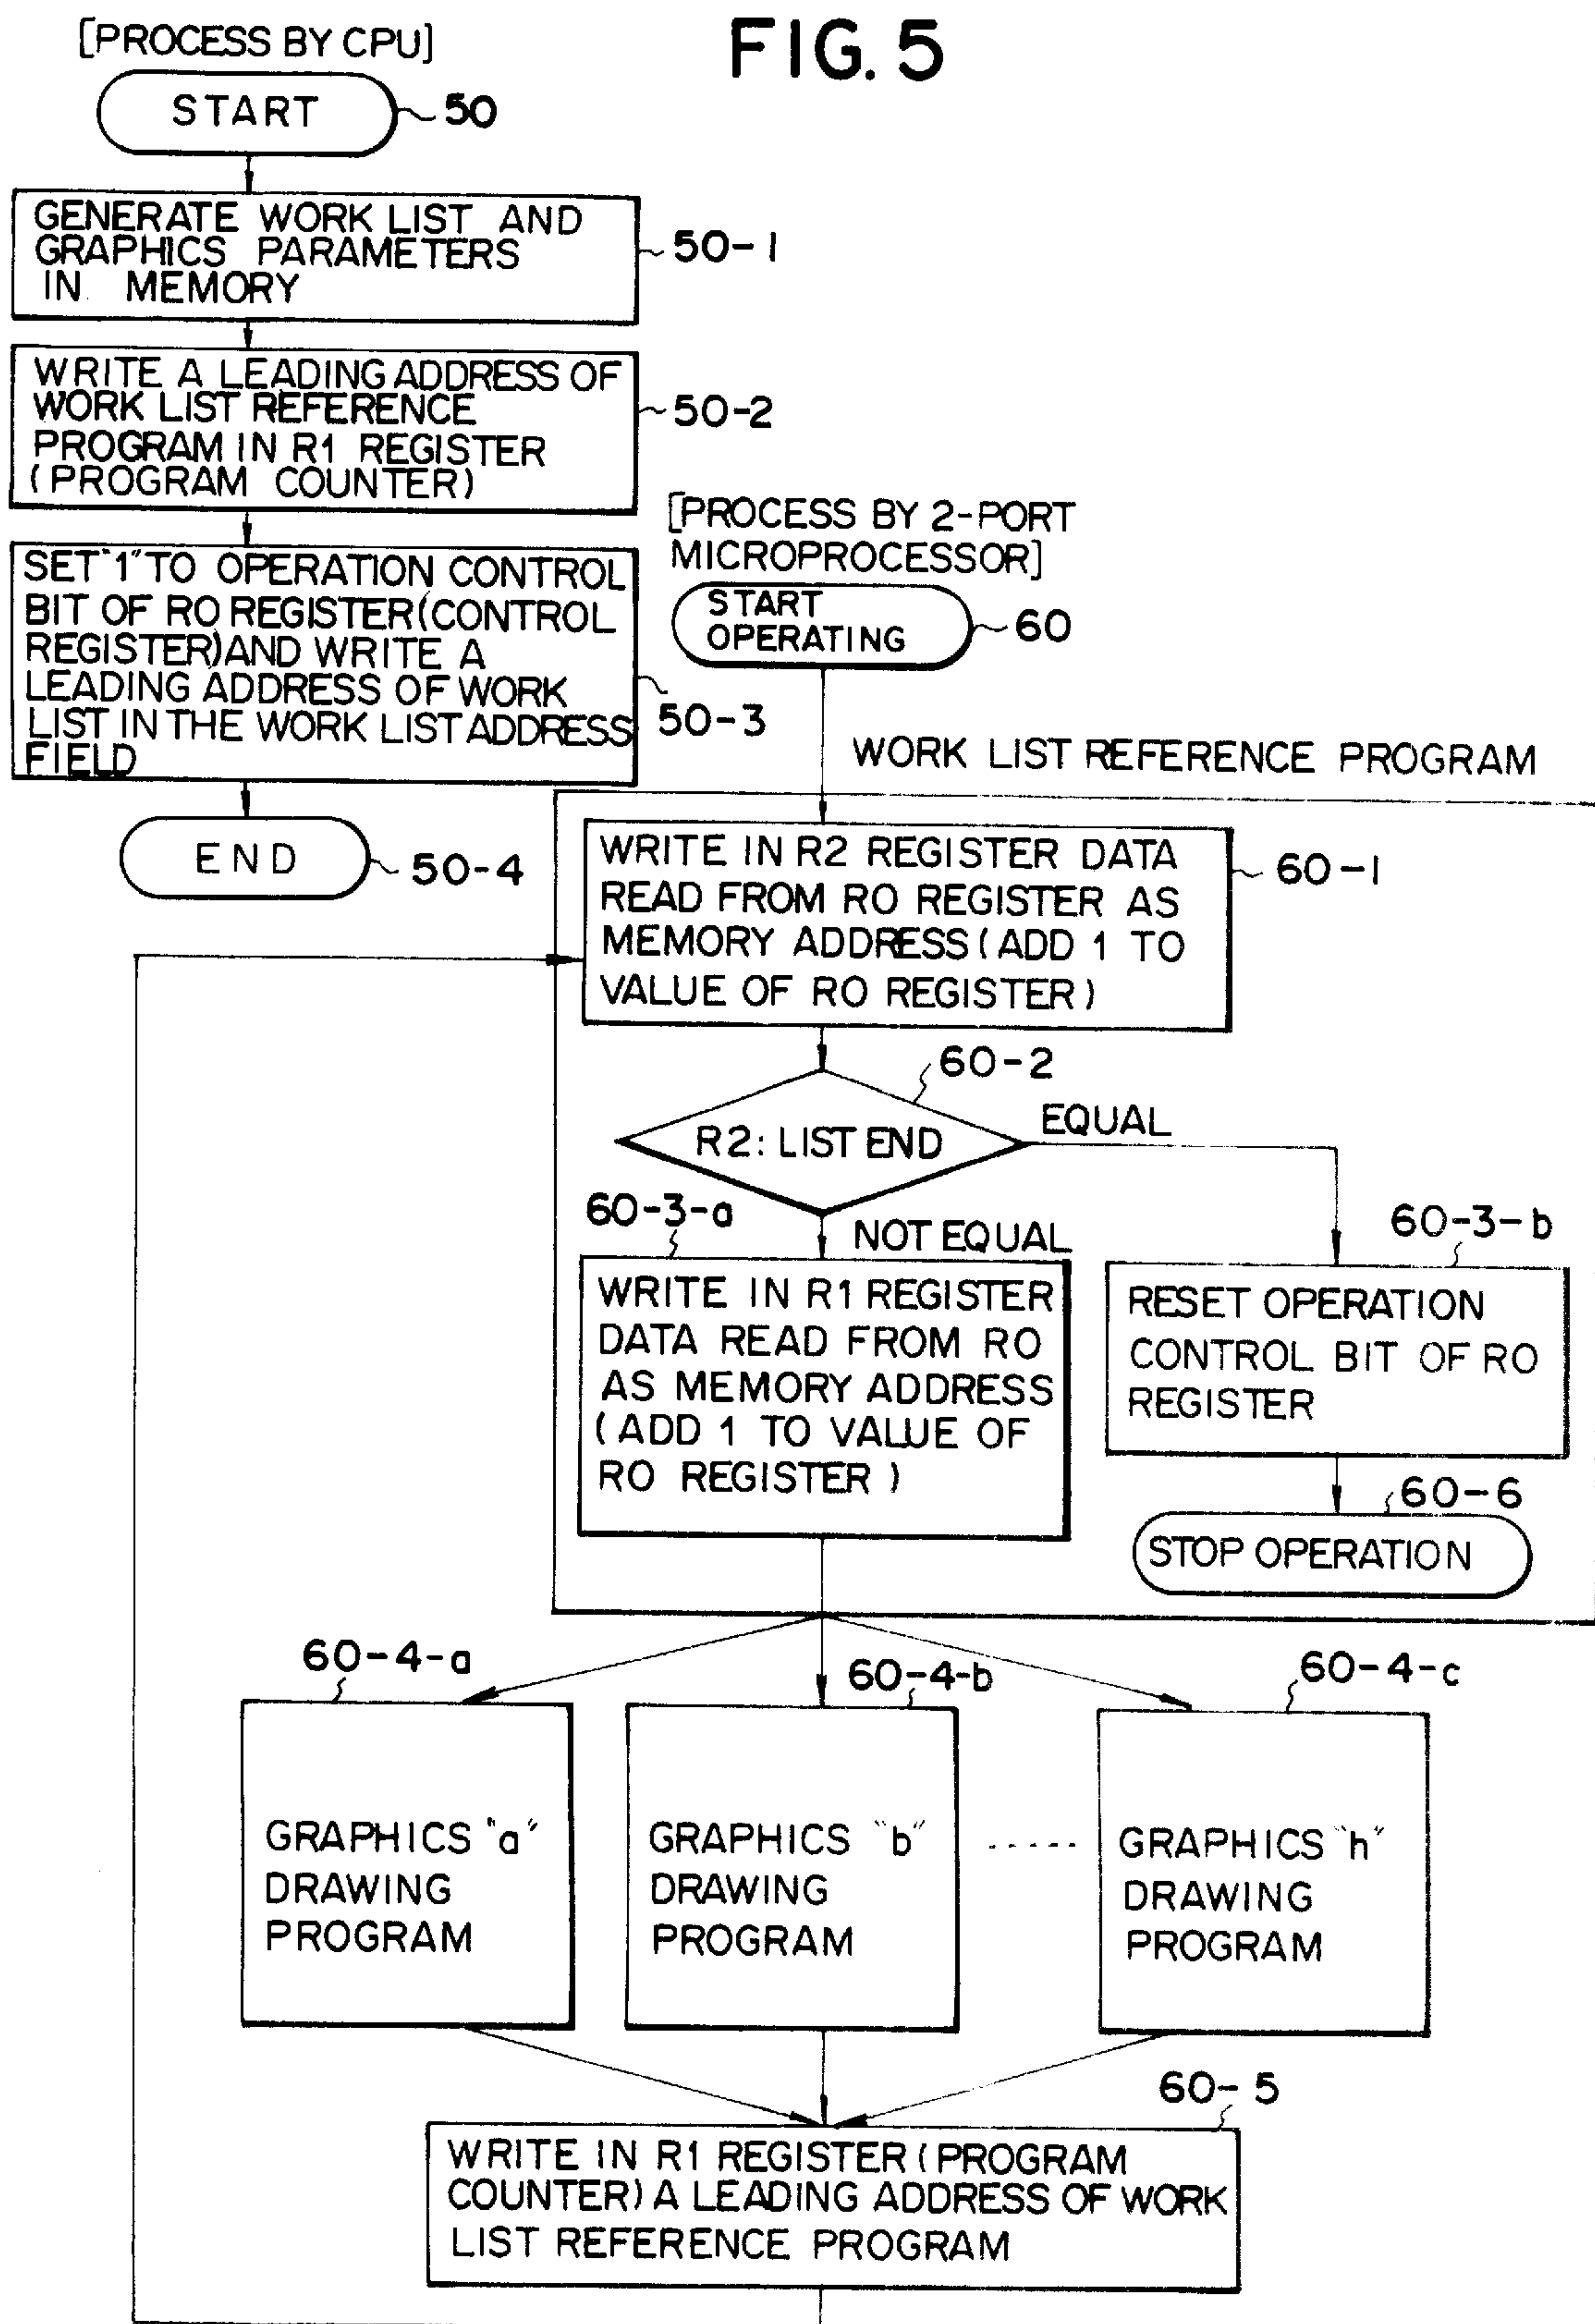 FIG. 5
[PROCESS BY CPU]
START
50
GENERATE WORK LIST AND
GRAPHICS PARAMETERS
IN MEMORY
50-1
WRITE A LEADING ADDRESS OF
WORK LIST REFERENCE
PROGRAM IN R1 REGISTER
(PROGRAM COUNTER)
50-2
SET "1" TO OPERATION CONTROL
BIT OF R0 REGISTER (CONTROL
REGISTER) AND WRITE A
LEADING ADDRESS OF WORK
LIST IN THE WORK LIST ADDRESS
FIELD
50-3
END
50-4
[PROCESS BY 2-PORT
MICROPROCESSOR]
START
OPERATING
60
WORK LIST REFERENCE PROGRAM
WRITE IN R2 REGISTER DATA
READ FROM R0 REGISTER AS
MEMORY ADDRESS (ADD 1 TO
VALUE OF R0 REGISTER)
60-1
60-2
R2: LIST END
EQUAL
60-3-a
NOT EQUAL
60-3-b
WRITE IN R1 REGISTER
DATA READ FROM R0
AS MEMORY ADDRESS
(ADD 1 TO VALUE OF
R0 REGISTER)
RESET OPERATION
CONTROL BIT OF R0
REGISTER
60-6
STOP OPERATION
60-4-a
60-4-b
60-4-c
GRAPHICS "a"
DRAWING
PROGRAM
GRAPHICS "b"
DRAWING
PROGRAM
-----
GRAPHICS "h"
DRAWING
PROGRAM
60-5
WRITE IN R1 REGISTER (PROGRAM
COUNTER) A LEADING ADDRESS OF WORK
LIST REFERENCE PROGRAM